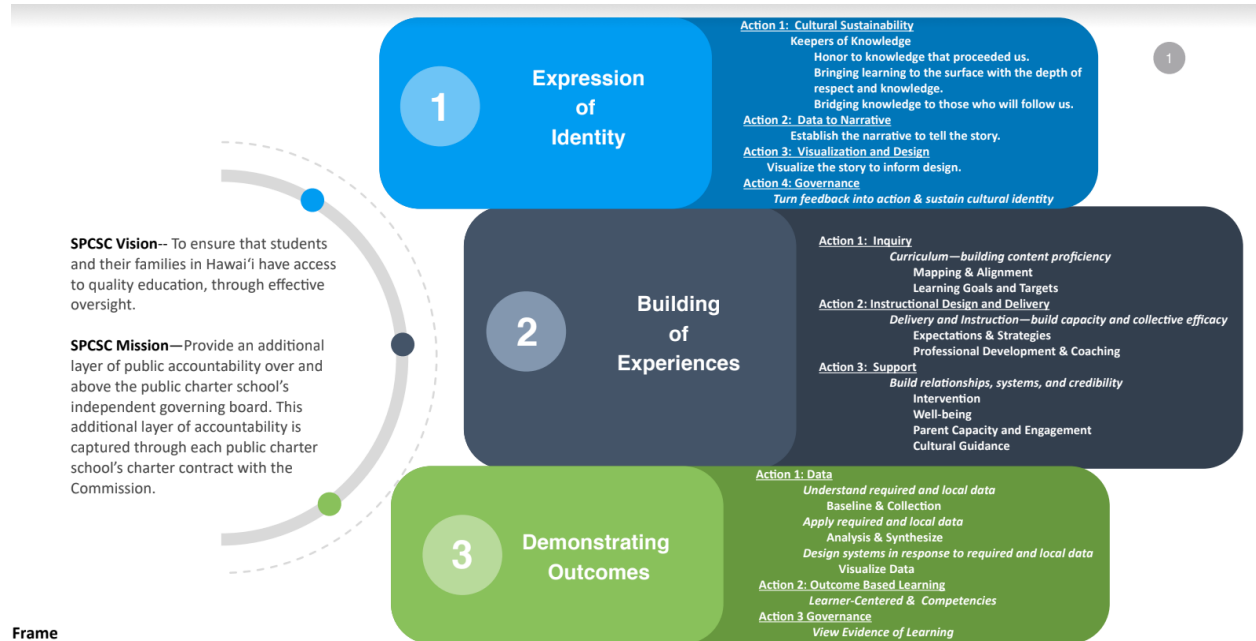 1
SPCSC Vision-- To ensure that students
and their families in Hawaiʻi have access
to quality education, through effective
oversight.
SPCSC Mission—Provide an additional
layer of public accountability over and
above the public charter school’s
independent governing board. This
additional layer of accountability is
captured through each public charter
school’s charter contract with the
Commission.
1
Expression
of
Identity
Action 1:  Cultural Sustainability
Keepers of Knowledge
Honor to knowledge that proceeded us.
Bringing learning to the surface with the depth of
respect and knowledge.
Bridging knowledge to those who will follow us.
Action 2:  Data to Narrative
Establish the narrative to tell the story.
Action 3:  Visualization and Design
Visualize the story to inform design.
Action 4: Governance
Turn feedback into action & sustain cultural identity
2
Building
of
Experiences
Action 1:  Inquiry
Curriculum—building content proficiency
Mapping & Alignment
Learning Goals and Targets
Action 2: Instructional Design and Delivery
Delivery and Instruction—build capacity and collective efficacy
Expectations & Strategies
Professional Development & Coaching
Action 3:  Support
Build relationships, systems, and credibility
Intervention
Well-being
Parent Capacity and Engagement
Cultural Guidance
3
Demonstrating
Outcomes
Action 1: Data
Understand required and local data
Baseline & Collection
Apply required and local data
Analysis & Synthesize
Design systems in response to required and local data
Visualize Data
Action 2: Outcome Based Learning
Learner-Centered &  Competencies
Action 3 Governance
View Evidence of Learning
Frame